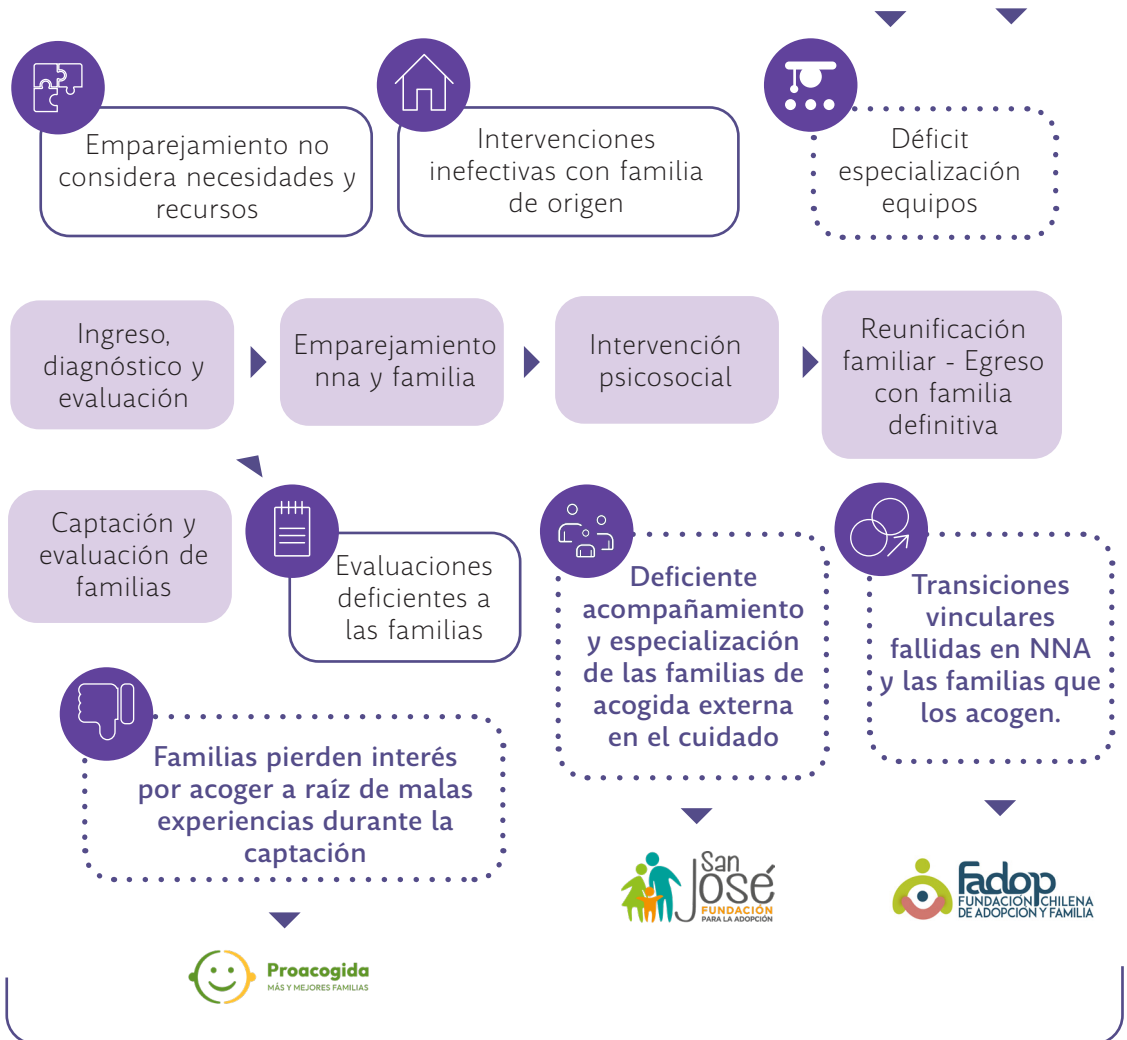 Emparejamiento no
considera necesidades y
recursos
Intervenciones
inefectivas con familia
de origen
Déficit
especialización
equipos
Ingreso,
diagnóstico y
evaluación
Emparejamiento
nna y familia
Intervención
psicosocial
Reunificación
familiar - Egreso
con familia
definitiva
Captación y
evaluación de
familias
Evaluaciones
deficientes a
las familias
Deficiente
acompañamiento
y especialización
de las familias de
acogida externa
en el cuidado
Transiciones
vinculares
fallidas en NNA
y las familias que
los acogen.
Familias pierden interés
por acoger a raíz de malas
experiencias durante la
captación
San
José
FUNDACIÓN
PARA LA ADOPCIÓN
fadop
FUNDACIÓN CHILENA
DE ADOPCIÓN Y FAMILIA
Proacogida
MÁS Y MEJORES FAMILIAS